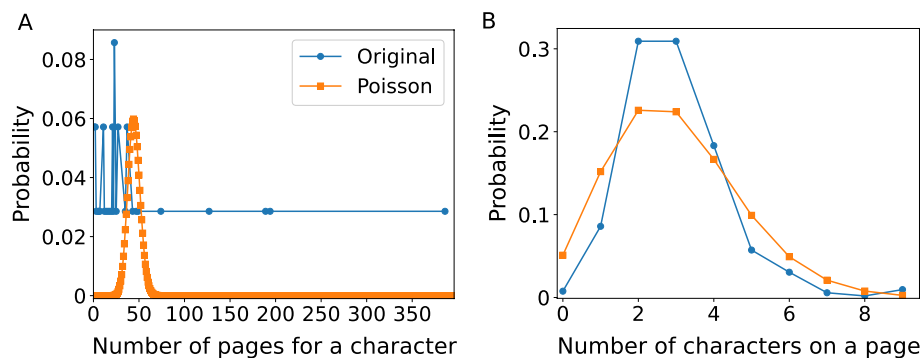 A
Probability
0.08
0.06
0.04
0.02
0
Original
Poisson
0 50 100 150 200 250 300 350
Number of pages for a character
B
Probability
0.3
0.2
0.1
0
0 2 4 6 8
Number of characters on a page